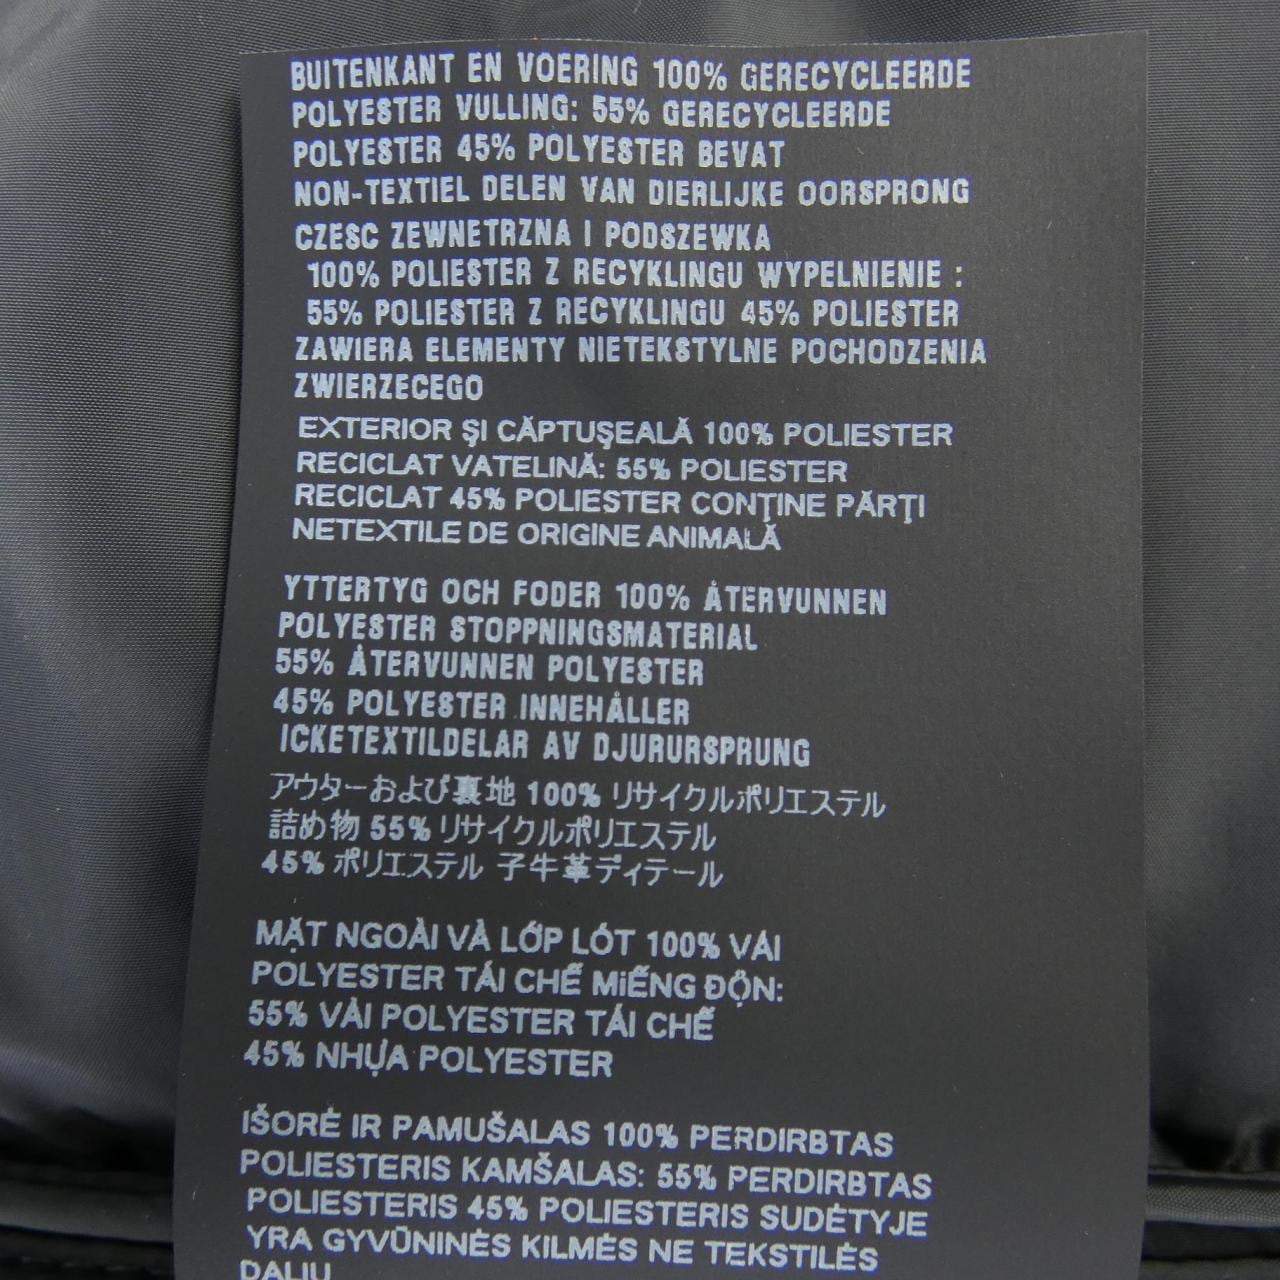 BUITENKANT EN VOERING 100% GERECYCLEERDE
POLYESTER VULLING: 55% GERECYCLEERDE
POLYESTER 45% POLYESTER BEVAT
NON-TEXTIEL DELEN VAN DIERLIJKE OORSPRONG
CZESC ZEWNETRZNA I PODSZEWKA
100% POLIESTER Z RECYKLINGU WYPELNIENIE :
55% POLIESTER Z RECYKLINGU 45% POLIESTER
ZAWIERA ELEMENTY NIETEKSTYLNE POCHODZENIA
ZWIERZECEGO
EXTERIOR ŞI CĂPTUŞEALĂ 100% POLIESTER
RECICLAT VATELINĂ: 55% POLIESTER
RECICLAT 45% POLIESTER CONŢINE PĂRŢI
NETEXTILE DE ORIGINE ANIMALĂ
YTTERTYG OCH FODER 100% ÅTERVUNNEN
POLYESTER STOPPNINGSMATERIAL
55% ÅTERVUNNEN POLYESTER
45% POLYESTER INNEHÅLLER
ICKETEXTILDELAR AV DJURURSPRUNG
アウターおよび裏地 100% リサイクルポリエステル
詰め物 55% リサイクルポリエステル
45% ポリエステル 子牛革ディテール
MẶT NGOÀI VÀ LỚP LÓT 100% VẢI
POLYESTER TÁI CHẾ MiẾNG ĐỘN:
55% VẢI POLYESTER TÁI CHẾ
45% NHỰA POLYESTER
IŠORĖ IR PAMUŠALAS 100% PERDIRBTAS
POLIESTERIS KAMŠALAS: 55% PERDIRBTAS
POLIESTERIS 45% POLIESTERIS SUDĖTYJE
YRA GYVŪNINĖS KILMĖS NE TEKSTILĖS
DALIŲ